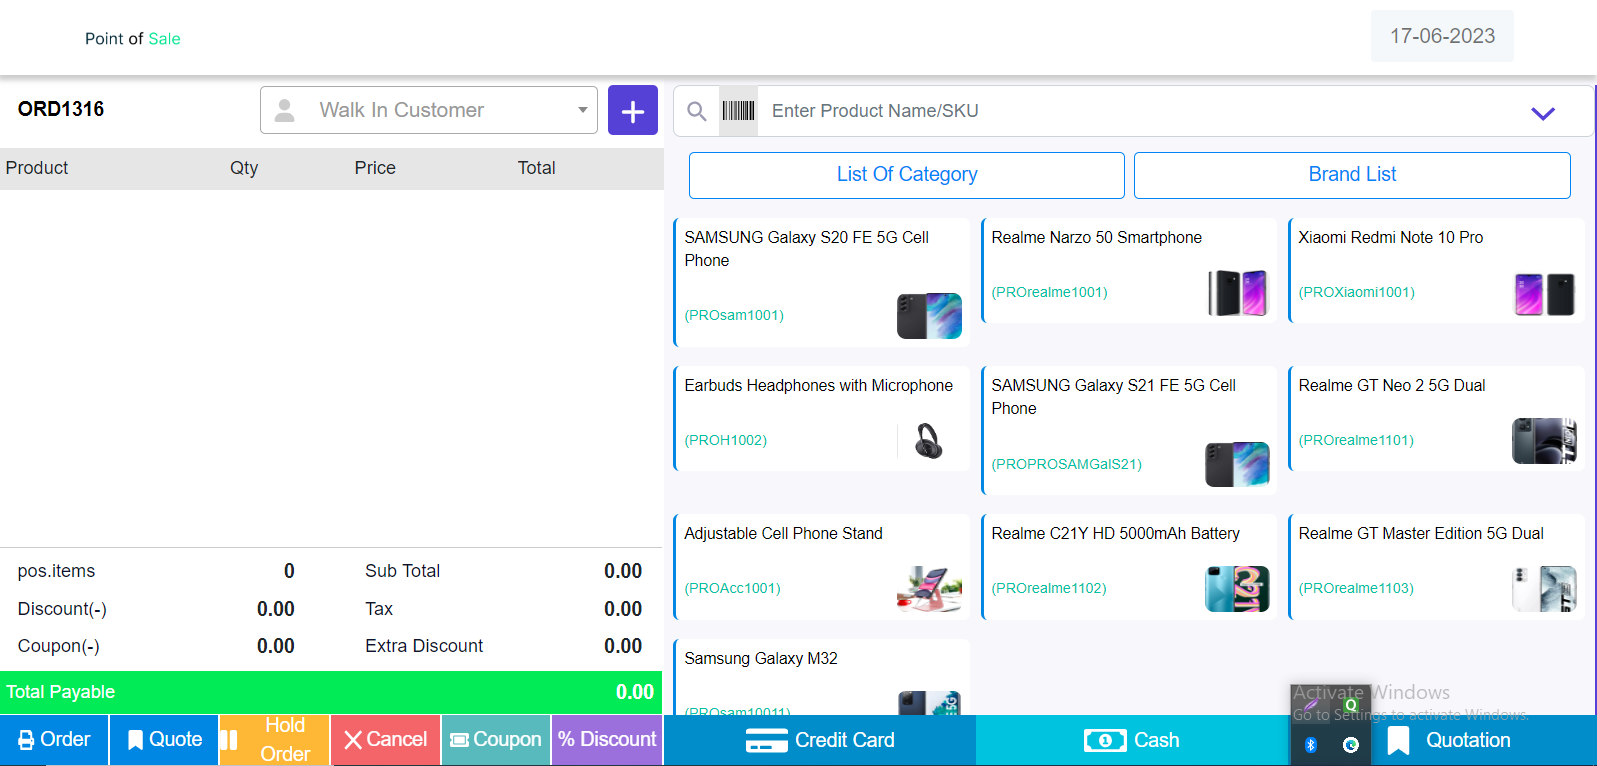 Point of Sale
17-06-2023
ORD1316
Walk In Customer
Enter Product Name/SKU
Product Qty Price Total
List Of Category
Brand List
SAMSUNG Galaxy S20 FE 5G Cell
Phone
(PROsam1001)
Realme Narzo 50 Smartphone
(PROrealme1001)
Xiaomi Redmi Note 10 Pro
(PROXiaomi1001)
Earbuds Headphones with Microphone
(PROH1002)
SAMSUNG Galaxy S21 FE 5G Cell
Phone
(PROPROSAMGalS21)
Realme GT Neo 2 5G Dual
(PROrealme1101)
Adjustable Cell Phone Stand
(PROAcc1001)
Realme C21Y HD 5000mAh Battery
(PROrealme1102)
Realme GT Master Edition 5G Dual
(PROrealme1103)
Samsung Galaxy M32
(PROsam10011)
pos.items 0 Sub Total 0.00
Discount(-) 0.00 Tax 0.00
Coupon(-) 0.00 Extra Discount 0.00
Total Payable 0.00
Order
Quote
Hold
Order
Cancel
Coupon
% Discount
Credit Card
Cash
Quotation
Activate Windows
Go to Settings to activate Windows.